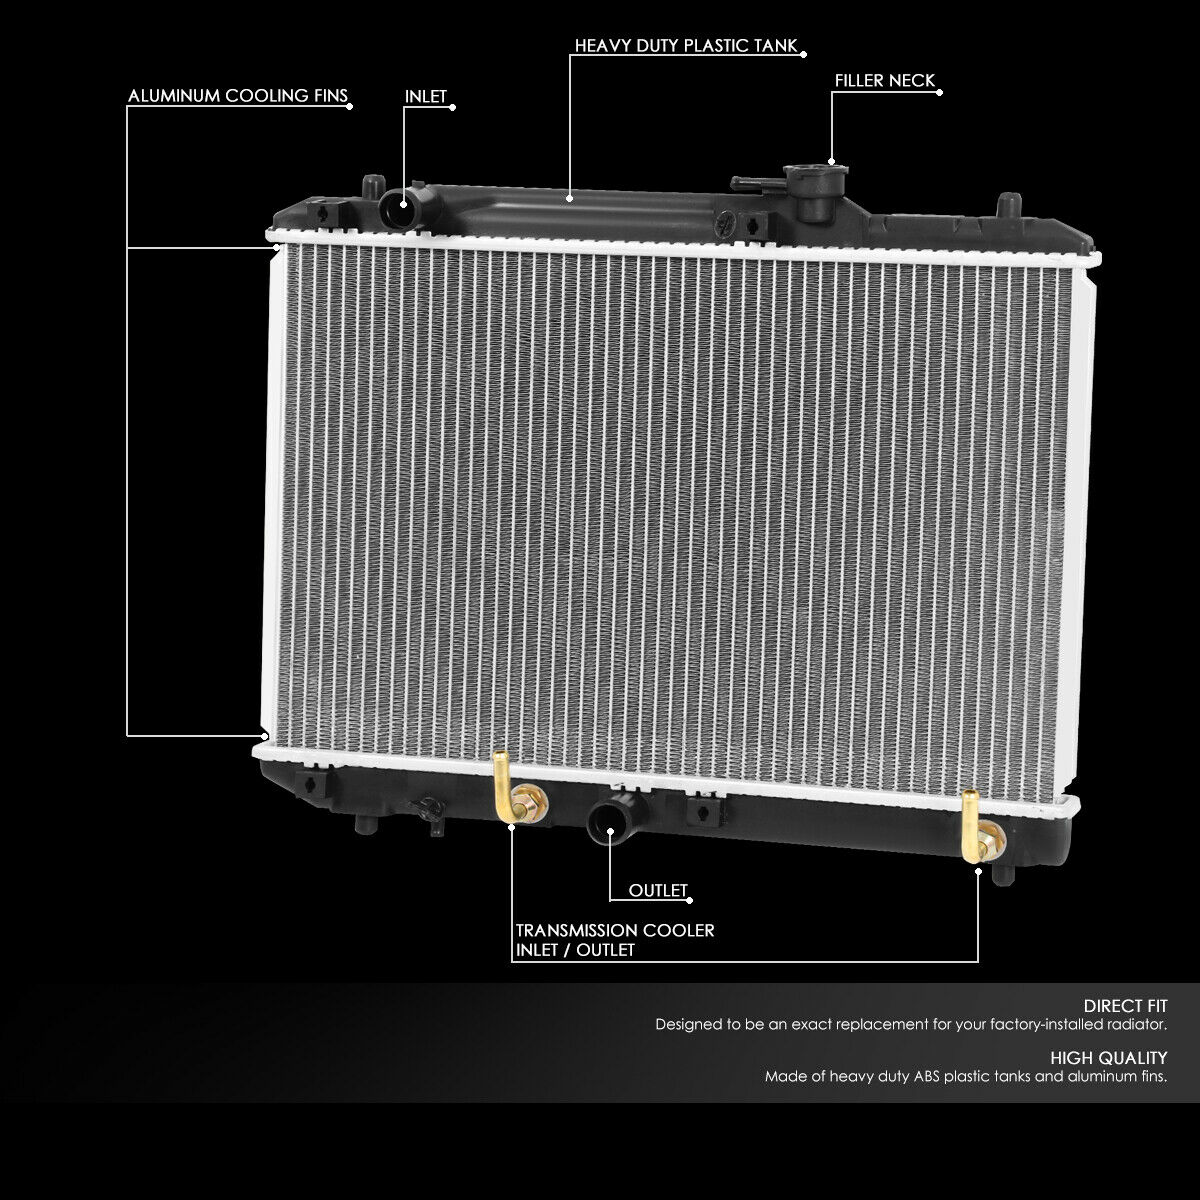 HEAVY DUTY PLASTIC TANK
FILLER NECK
ALUMINUM COOLING FINS
INLET
OUTLET
TRANSMISSION COOLER
INLET / OUTLET
DIRECT FIT
Designed to be an exact replacement for your factory-installed radiator.
HIGH QUALITY
Made of heavy duty ABS plastic tanks and aluminum fins.